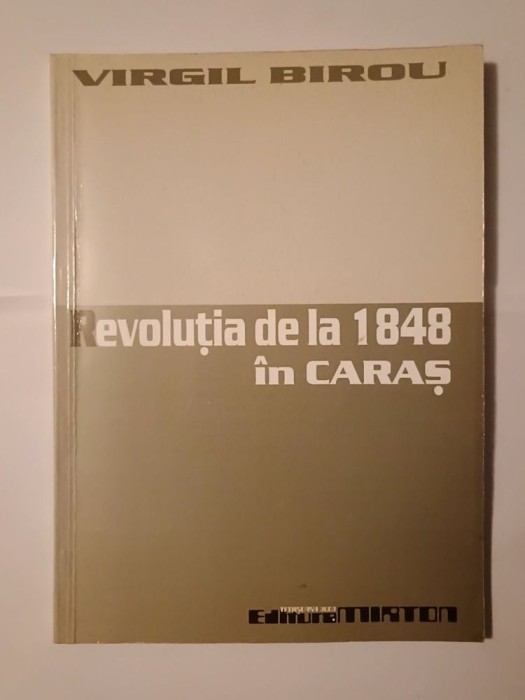 VIRGIL BIROU
Revoluția de la 1848
în CARAȘ
Editura MIRTON